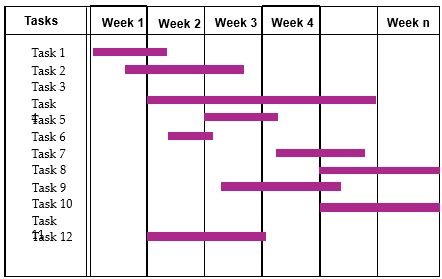 Tasks Week 1 Week 2 Week 3 Week 4 Week n
Task 1
Task 2
Task 3
Task
4
Task 5
Task 6
Task 7
Task 8
Task 9
Task 10
Task
11
Task 12